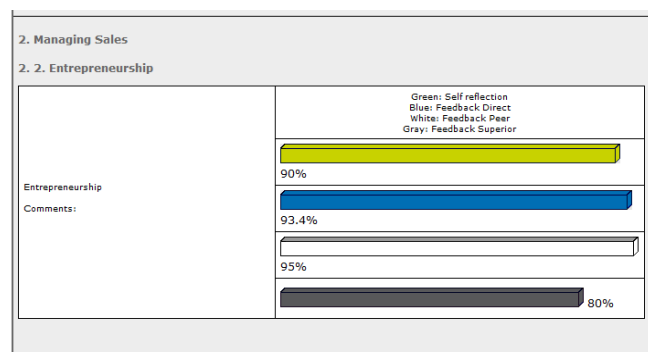 2. Managing Sales
2. 2. Entrepreneurship
Green: Self reflection
Blue: Feedback Direct
White: Feedback Peer
Gray: Feedback Superior
90%
Entrepreneurship
93.4%
Comments:
95%
80%